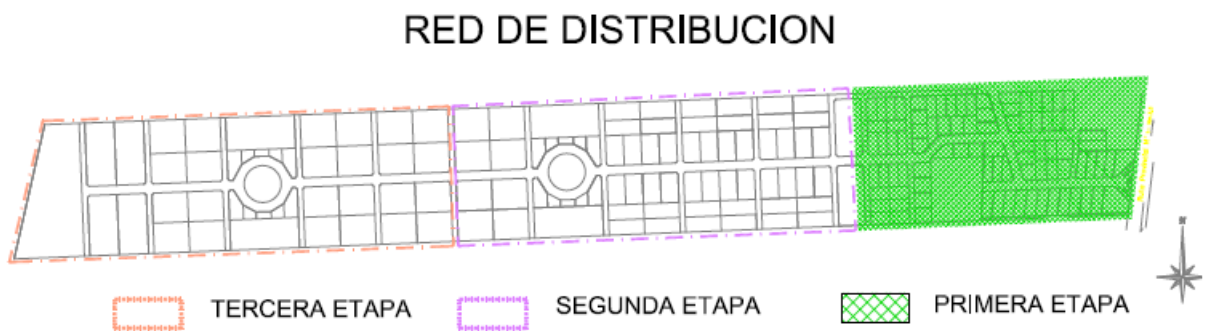 RED DE DISTRIBUCION
TERCERA ETAPA
SEGUNDA ETAPA
PRIMERA ETAPA